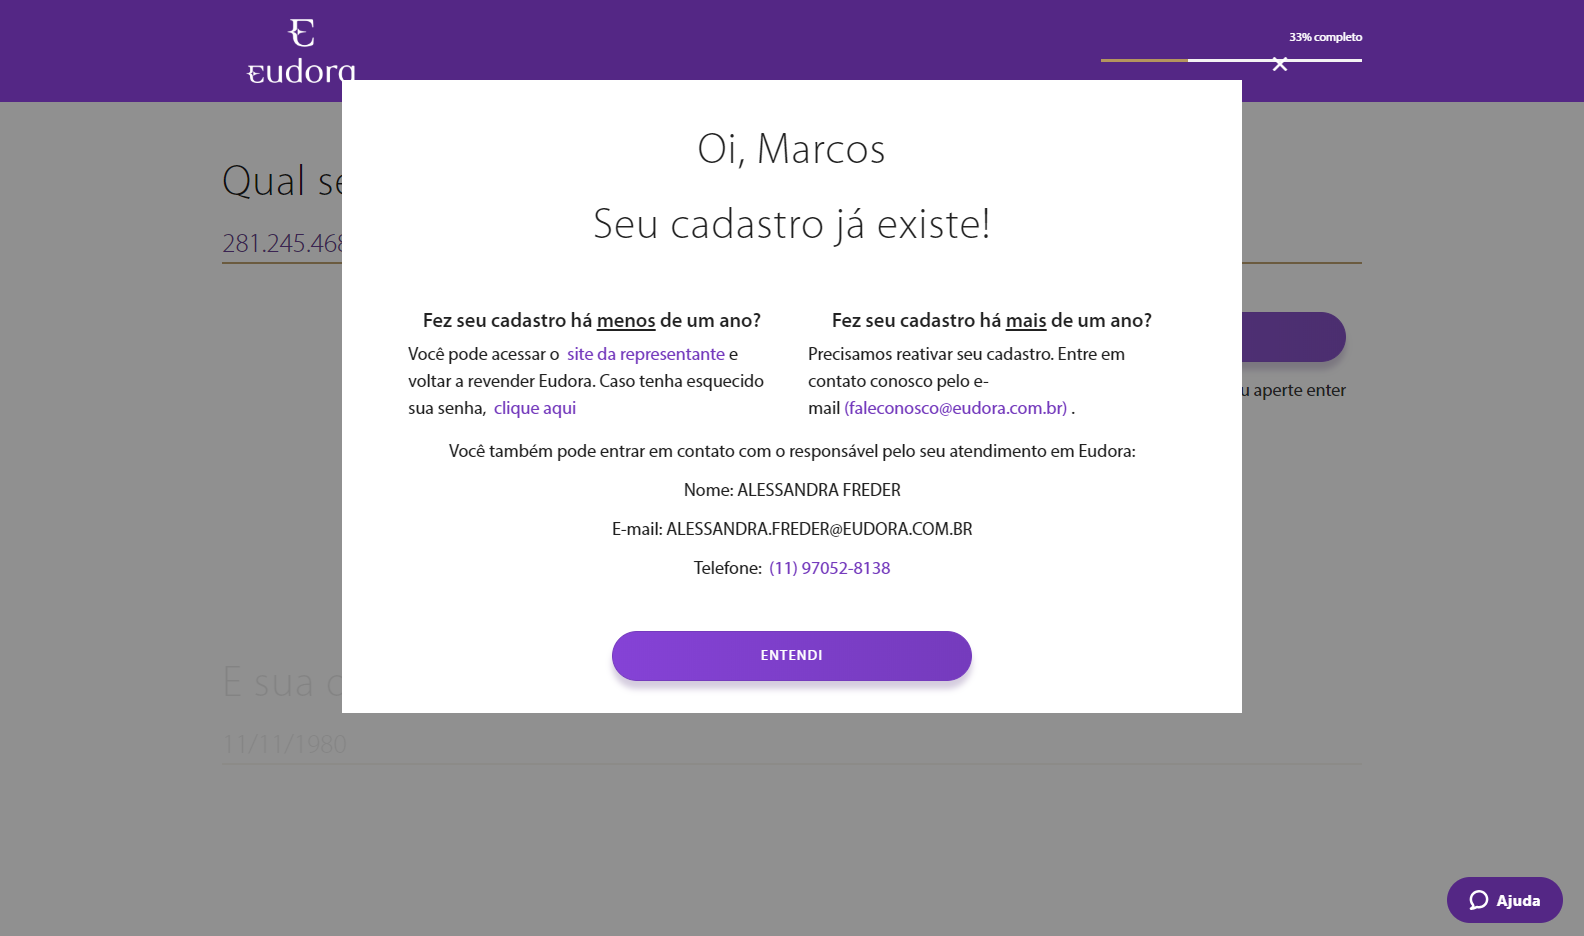 eudora
33% completo
Qual se
281.245.468
Oi, Marcos
Seu cadastro já existe!
Fez seu cadastro há menos de um ano?
Você pode acessar o site da representante e
voltar a revender Eudora. Caso tenha esquecido
sua senha, clique aqui
Fez seu cadastro há mais de um ano?
Precisamos reativar seu cadastro. Entre em
contato conosco pelo e-
mail (faleconosco@eudora.com.br) .
u aperte enter
Você também pode entrar em contato com o responsável pelo seu atendimento em Eudora:
Nome: ALESSANDRA FREDER
E-mail: ALESSANDRA.FREDER@EUDORA.COM.BR
Telefone: (11) 97052-8138
ENTENDI
E sua d
11/11/1980
Ajuda